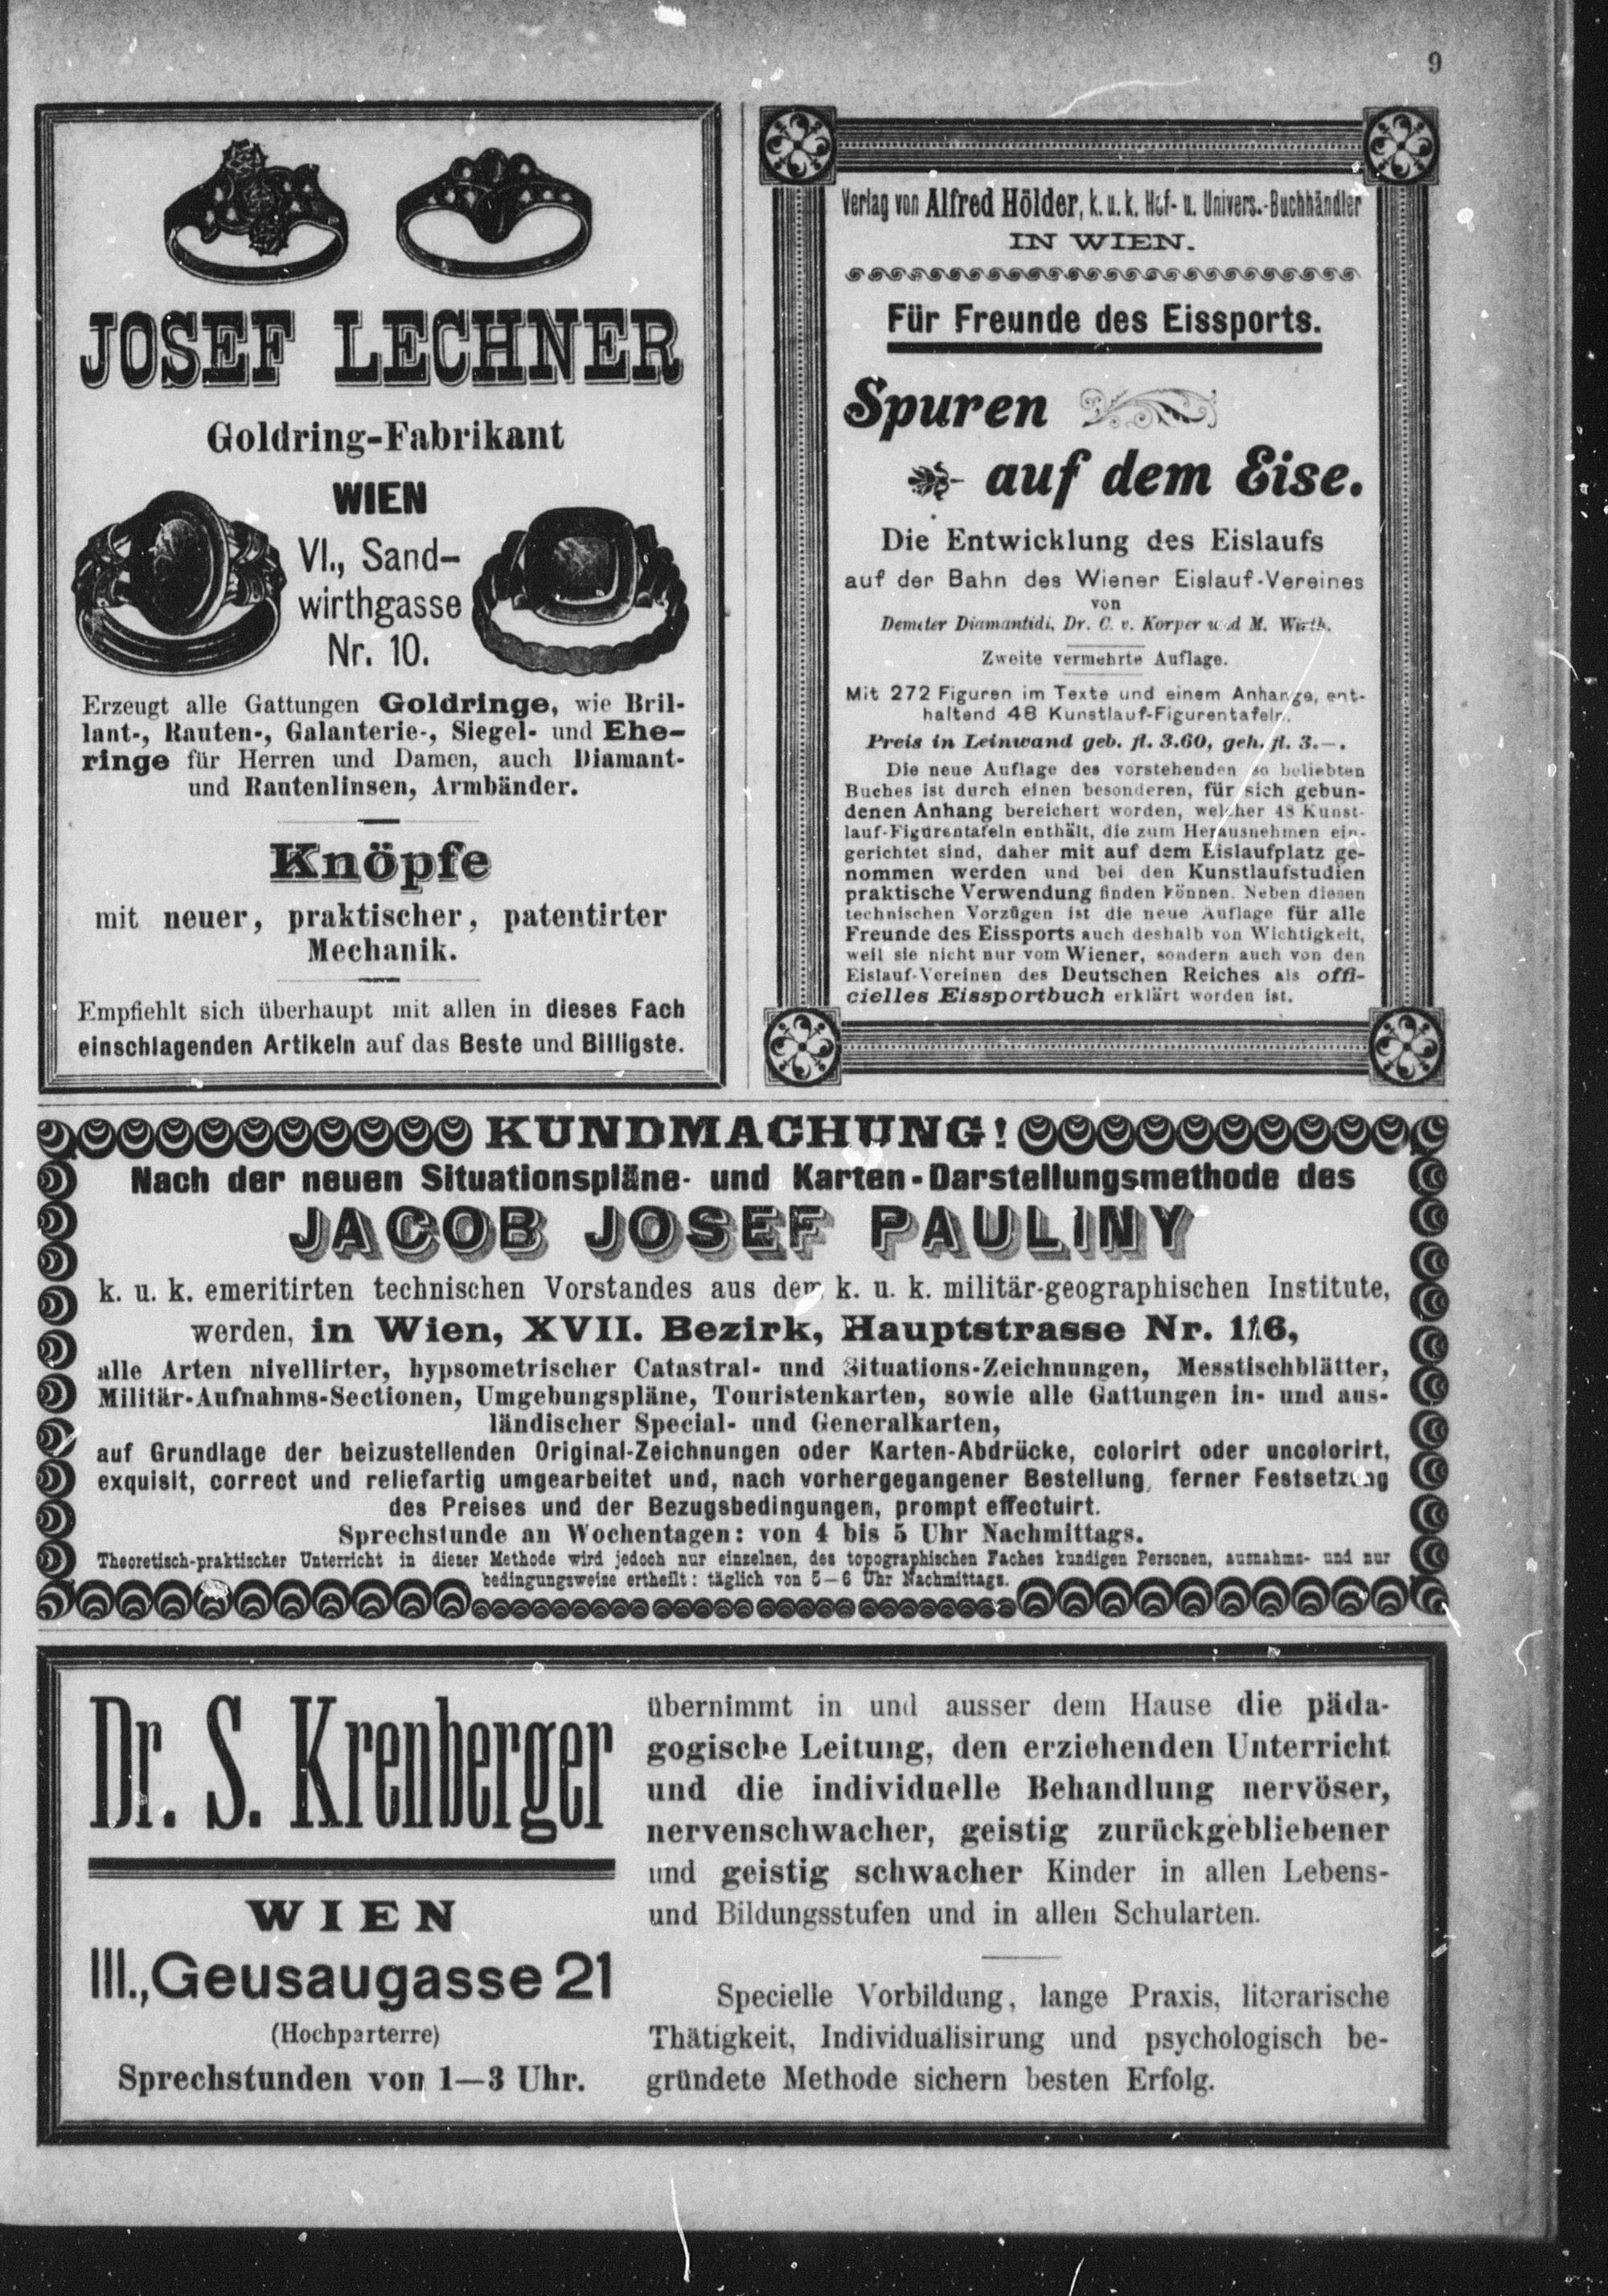 9
JOSEF LECHNER
Goldring-Fabrikant
WIEN
VI., Sand-
wirthgasse
Nr. 10.
Erzeugt alle Gattungen Goldringe, wie Bril-
lant-, Rauten-, Galanterie-, Siegel- und Ehe-
ringe für Herren und Damen, auch Diamant-
und Rautenlinsen, Armbänder.
Knöpfe
mit neuer, praktischer, patentirter
Mechanik.
Empfiehlt sich überhaupt mit allen in dieses Fach
einschlagenden Artikeln auf das Beste und Billigste.
Verlag von Alfred Hölder, k. u. k. Hof- u. Univers.-Buchhändler
IN WIEN.
Für Freunde des Eissports.
Spuren
auf dem Eise.
Die Entwicklung des Eislaufs
auf der Bahn des Wiener Eislauf-Vereines
von
Demeter Diamantidi, Dr. C. v. Korper und M. Wirth.
Zweite vermehrte Auflage.
Mit 272 Figuren im Texte und einem Anhange, ent-
haltend 48 Kunstlauf-Figurentafeln.
Preis in Leinwand geb. fl. 3.60, geh. fl. 3.—.
Die neue Auflage des vorstehenden so beliebten
Buches ist durch einen besonderen, für sich gebun-
denen Anhang bereichert worden, welcher 48 Kunst-
lauf-Figurentafeln enthält, die zum Herausnehmen ein-
gerichtet sind, daher mit auf dem Eislaufplatz ge-
nommen werden und bei den Kunstlaufstudien
praktische Verwendung finden können. Neben diesen
technischen Vorzügen ist die neue Auflage für alle
Freunde des Eissports auch deshalb von Wichtigkeit,
weil sie nicht nur vom Wiener, sondern auch von den
Eislauf-Vereinen des Deutschen Reiches als offi-
cielles Eissportbuch erklärt worden ist.
KUNDMACHUNG!
Nach der neuen Situationspläne- und Karten-Darstellungsmethode des
JACOB JOSEF PAULINY
k. u. k. emeritirten technischen Vorstandes aus dem k. u. k. militär-geographischen Institute,
werden, in Wien, XVII. Bezirk, Hauptstrasse Nr. 116,
alle Arten nivellirter, hypsometrischer Catastral- und Situations-Zeichnungen, Messtischblätter,
Militär-Aufnahms-Sectionen, Umgebungspläne, Touristenkarten, sowie alle Gattungen in- und aus-
ländischer Special- und Generalkarten,
auf Grundlage der beizustellenden Original-Zeichnungen oder Karten-Abdrücke, colorirt oder uncolorirt,
exquisit, correct und reliefartig umgearbeitet und, nach vorhergegangener Bestellung, ferner Festsetzung
des Preises und der Bezugsbedingungen, prompt effectuirt.
Sprechstunde an Wochentagen: von 4 bis 5 Uhr Nachmittags.
Theoretisch-praktischer Unterricht in dieser Methode wird jedoch nur einzelnen, des topographischen Faches kundigen Personen, ausnahms- und nur
bedingungsweise ertheilt: täglich von 5—6 Uhr Nachmittags.
Dr. S. Krenberger
WIEN
III., Geusaugasse 21
(Hochparterre)
Sprechstunden von 1—3 Uhr.
übernimmt in und ausser dem Hause die päda-
gogische Leitung, den erziehenden Unterricht
und die individuelle Behandlung nervöser,
nervenschwacher, geistig zurückgebliebener
und geistig schwacher Kinder in allen Lebens-
und Bildungsstufen und in allen Schularten.
Specielle Vorbildung, lange Praxis, literarische
Thätigkeit, Individualisirung und psychologisch be-
gründete Methode sichern besten Erfolg.